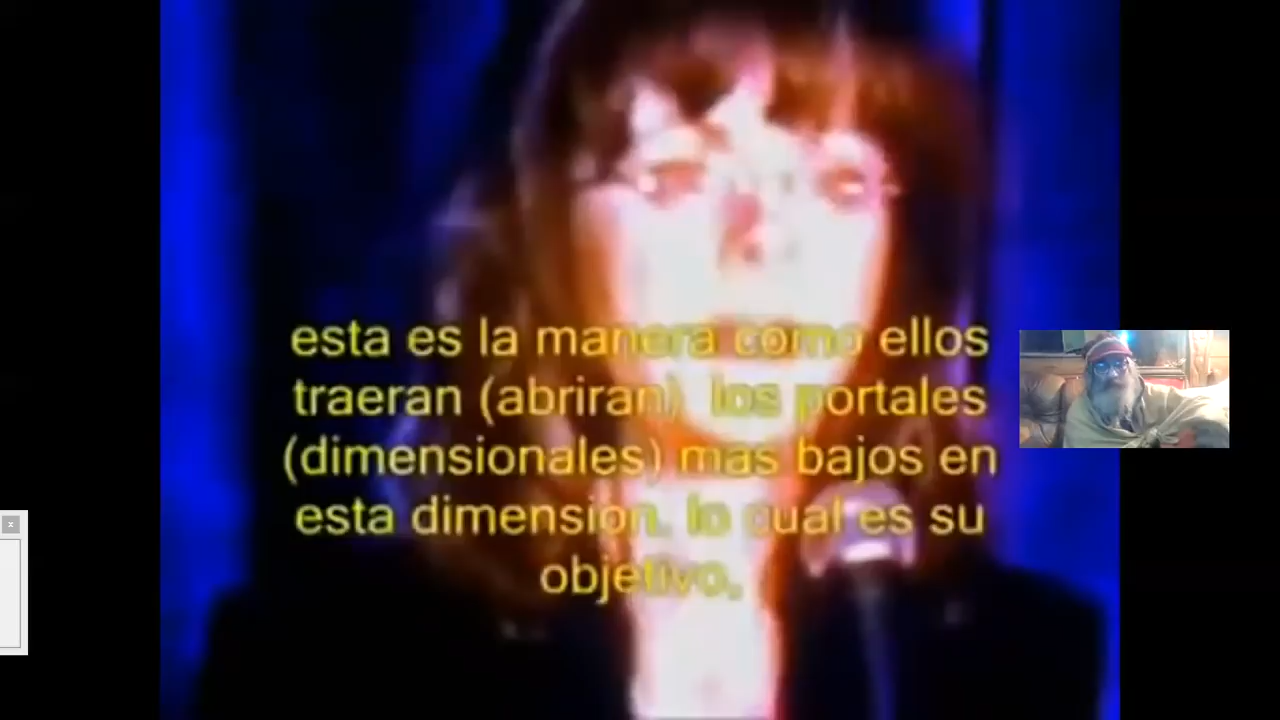 esta es la manera como ellos
traeran (abriran) los portales
(dimensionales) mas bajos en
esta dimension. lo cual es su
objetivo,
x